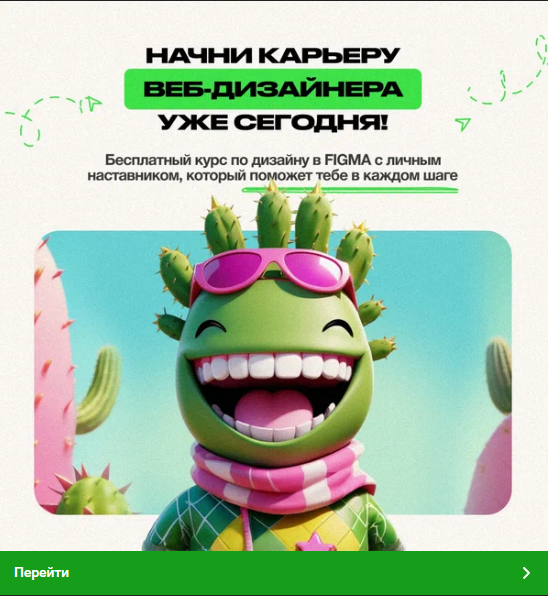 НАЧНИ КАРЬЕРУ
ВЕБ-ДИЗАЙНЕРА
УЖЕ СЕГОДНЯ!
Бесплатный курс по дизайну в FIGMA с личным
наставником, который поможет тебе в каждом шаге
Перейти